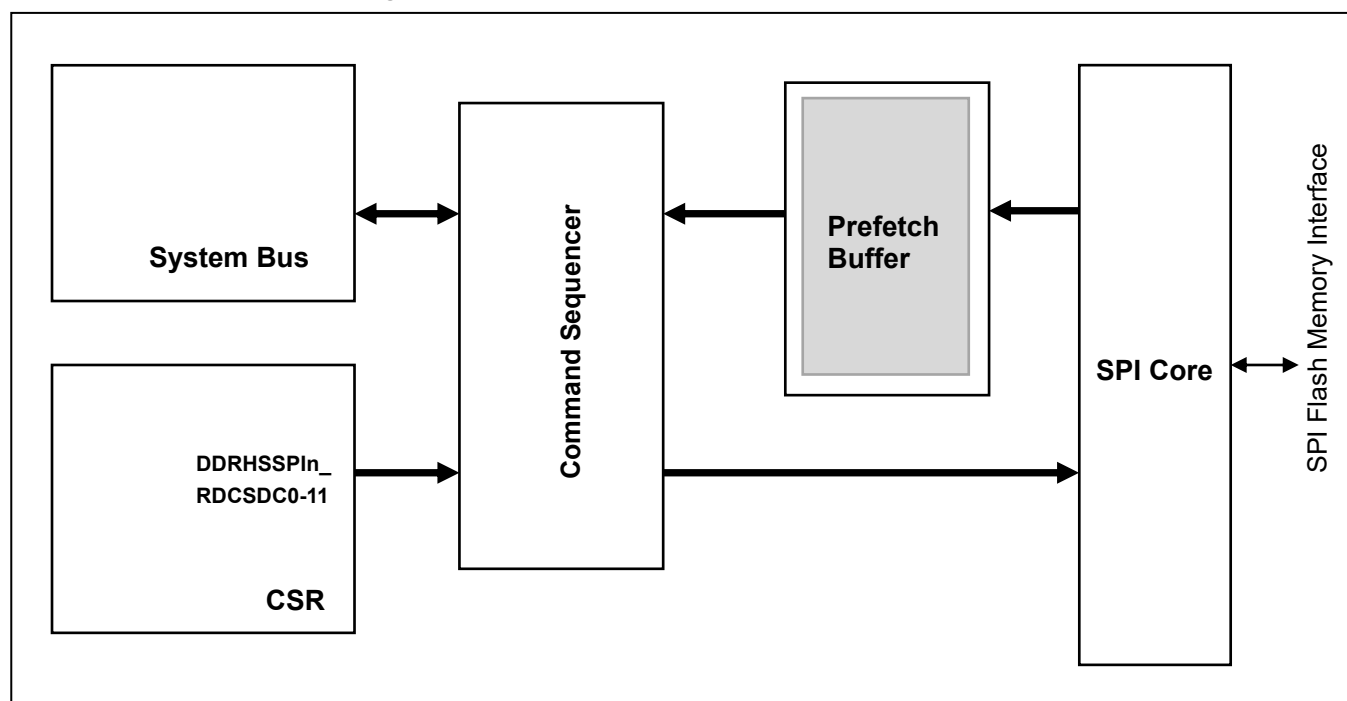 System Bus
DDRHSSPIn_
RDCSDC0-11
CSR
Command Sequencer
Prefetch
Buffer
SPI Core
SPI Flash Memory Interface